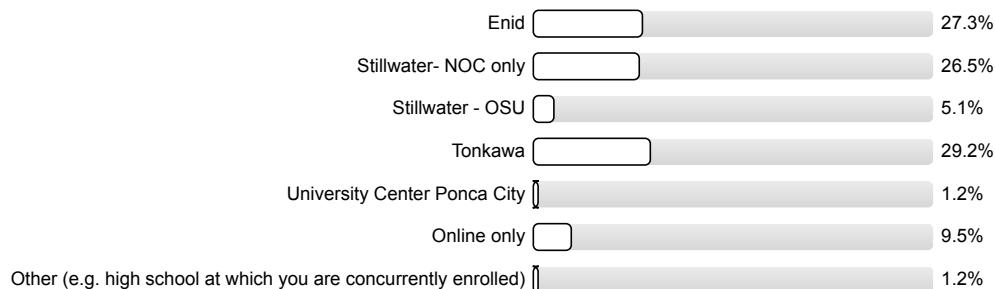 Enid 27.3%
Stillwater- NOC only 26.5%
Stillwater - OSU 5.1%
Tonkawa 29.2%
University Center Ponca City 1.2%
Online only 9.5%
Other (e.g. high school at which you are concurrently enrolled) 1.2%